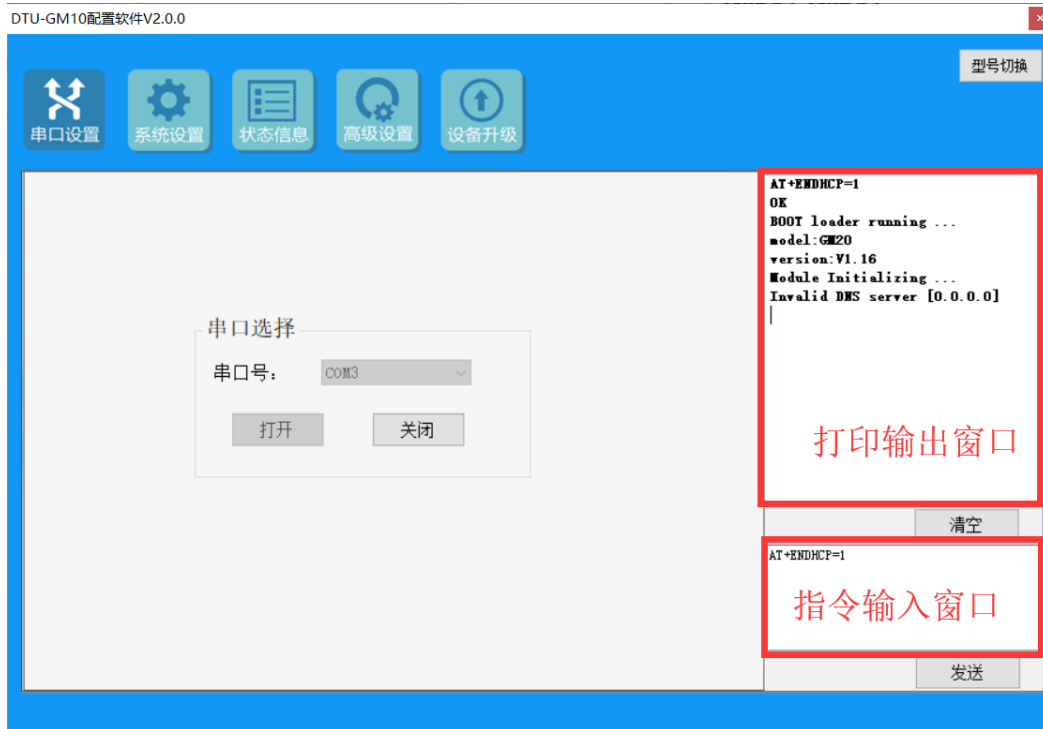 DTU-GM10配置软件V2.0.0
型号切换
串口设置
系统设置
状态信息
高级设置
设备升级
AT+ENDHCP=1
OK
BOOT loader running ...
model:GM20
version:V1.16
Module Initializing ...
Invalid DNS server [0.0.0.0]
串口选择
串口号：
COM3
打开
关闭
打印输出窗口
清空
AT+ENDHCP=1
指令输入窗口
发送